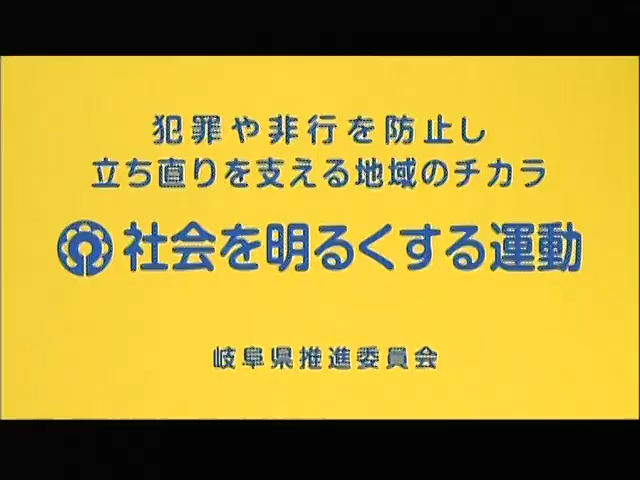 犯罪や非行を防止し
立ち直りを支える地域のチカラ
社会を明るくする運動
岐阜県推進委員会